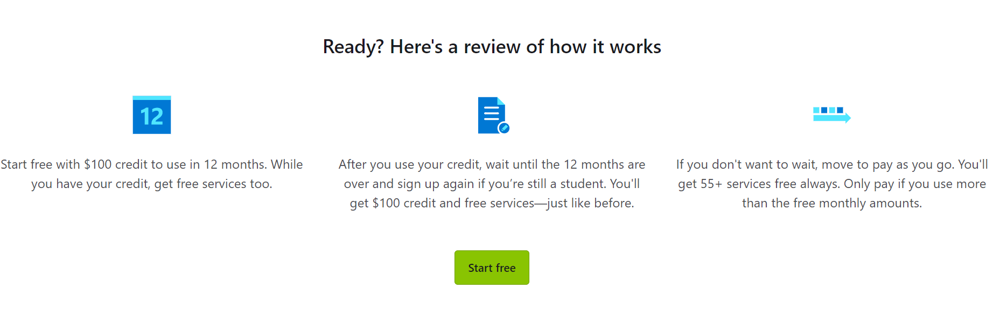 Ready? Here's a review of how it works
12
Start free with $100 credit to use in 12 months. While
you have your credit, get free services too.
After you use your credit, wait until the 12 months are
over and sign up again if you’re still a student. You'll
get $100 credit and free services—just like before.
If you don't want to wait, move to pay as you go. You'll
get 55+ services free always. Only pay if you use more
than the free monthly amounts.
Start free